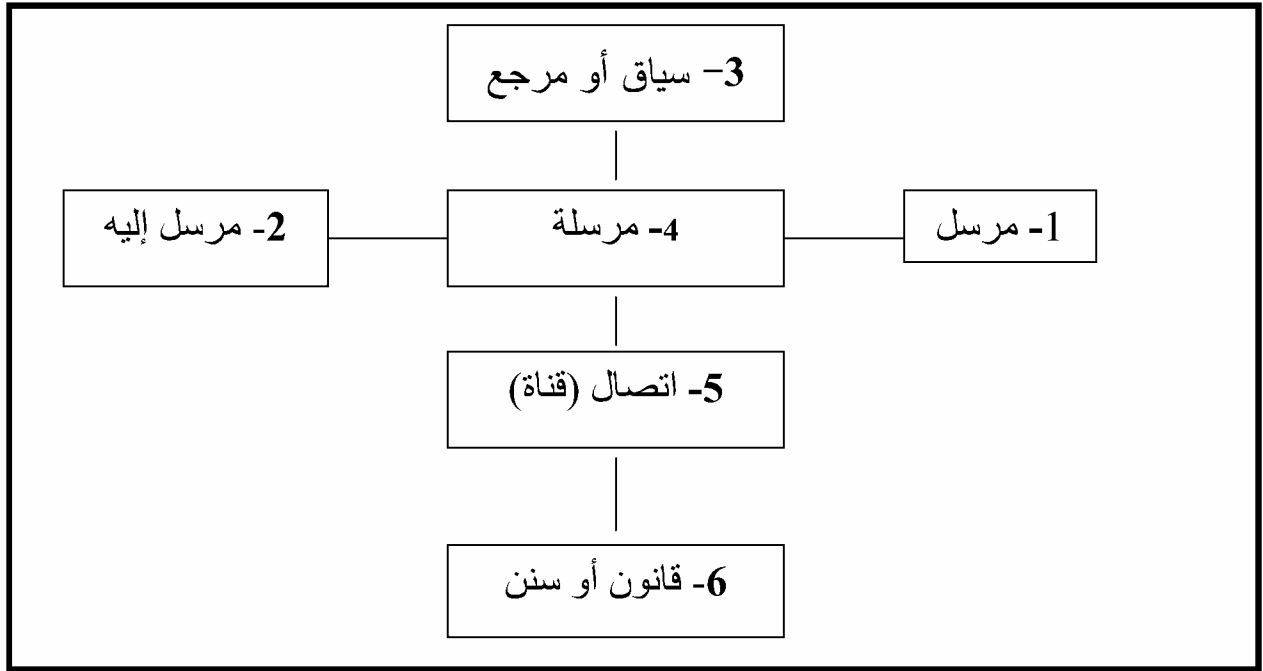 3- سياق أو مرجع
1- مرسل
4- مرسلة
2- مرسل إليه
5- اتصال (قناة)
6- قانون أو سنن